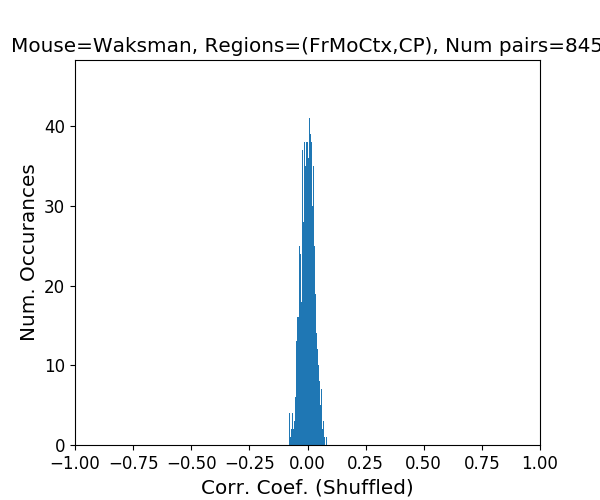 Mouse=Waksman, Regions=(FrMoCtx,CP), Num pairs=845
Num. Occurances
40
30
20
10
0
−1.00 −0.75 −0.50 −0.25 0.00 0.25 0.50 0.75 1.00
Corr. Coef. (Shuffled)